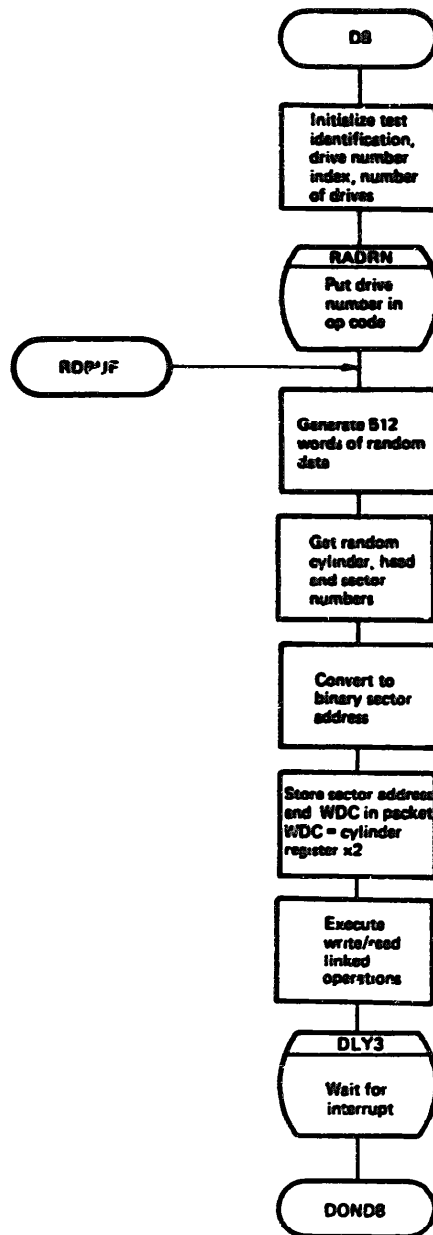 DB
Initialize test
identification,
drive number
index, number
of drives
RADRN
Put drive
number in
op code
Generate 512
words of random
data
Get random
cylinder, head
and sector
numbers
Convert to
binary sector
address
Store sector address
and WDC in packet
WDC = cylinder
register x2
Execute
write/read
linked
operations
DLY3
Wait for
interrupt
DONDB